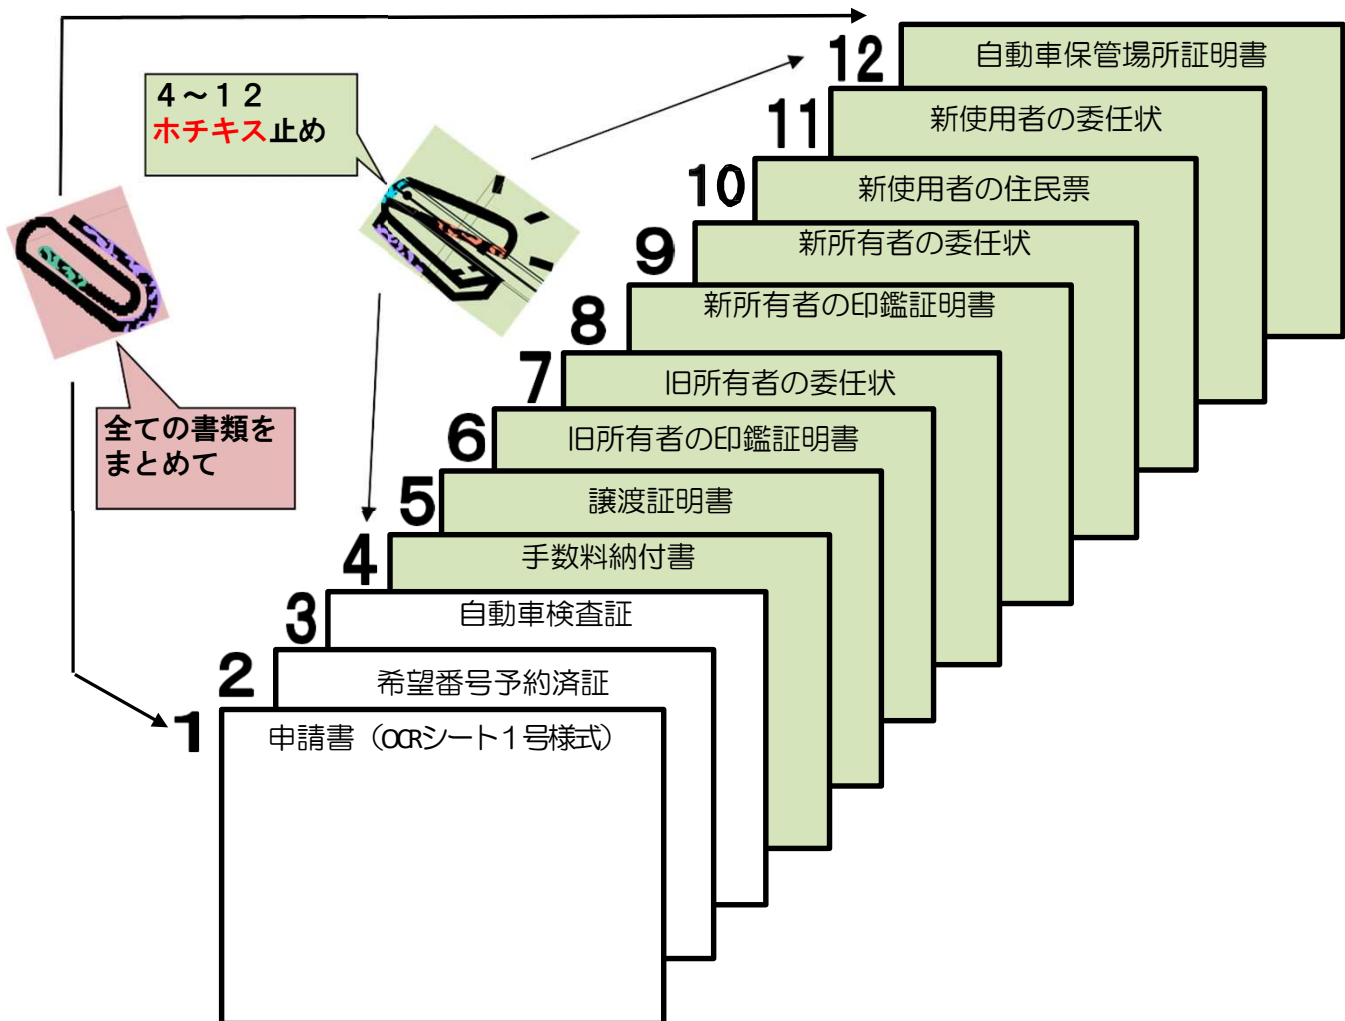 12
自動車保管場所証明書
4～12
ホチキス止め
11
新使用者の委任状
10
新使用者の住民票
9
新所有者の委任状
8
新所有者の印鑑証明書
7
旧所有者の委任状
全ての書類を
まとめて
6
旧所有者の印鑑証明書
5
譲渡証明書
4
手数料納付書
3
自動車検査証
2
希望番号予約済証
1
申請書（OCRシート１号様式）